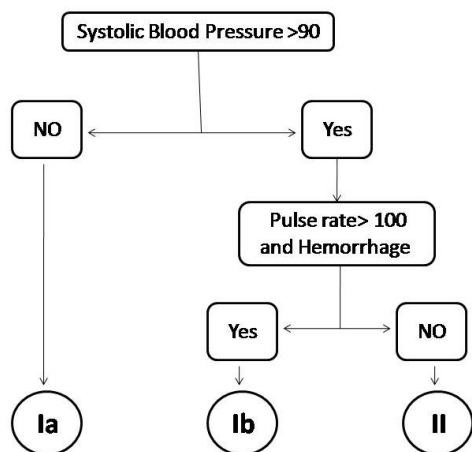 Systolic Blood Pressure >90
NO
Yes
Pulse rate> 100
and Hemorrhage
Yes
NO
Ia
Ib
II